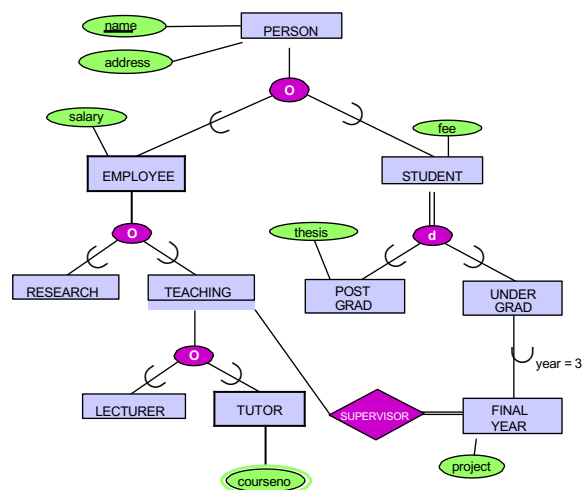 name
PERSON
address
O
salary
fee
EMPLOYEE
STUDENT
O
thesis
d
RESEARCH
TEACHING
POST
GRAD
UNDER
GRAD
O
year = 3
LECTURER
TUTOR
SUPERVISOR
FINAL
YEAR
courseno
project